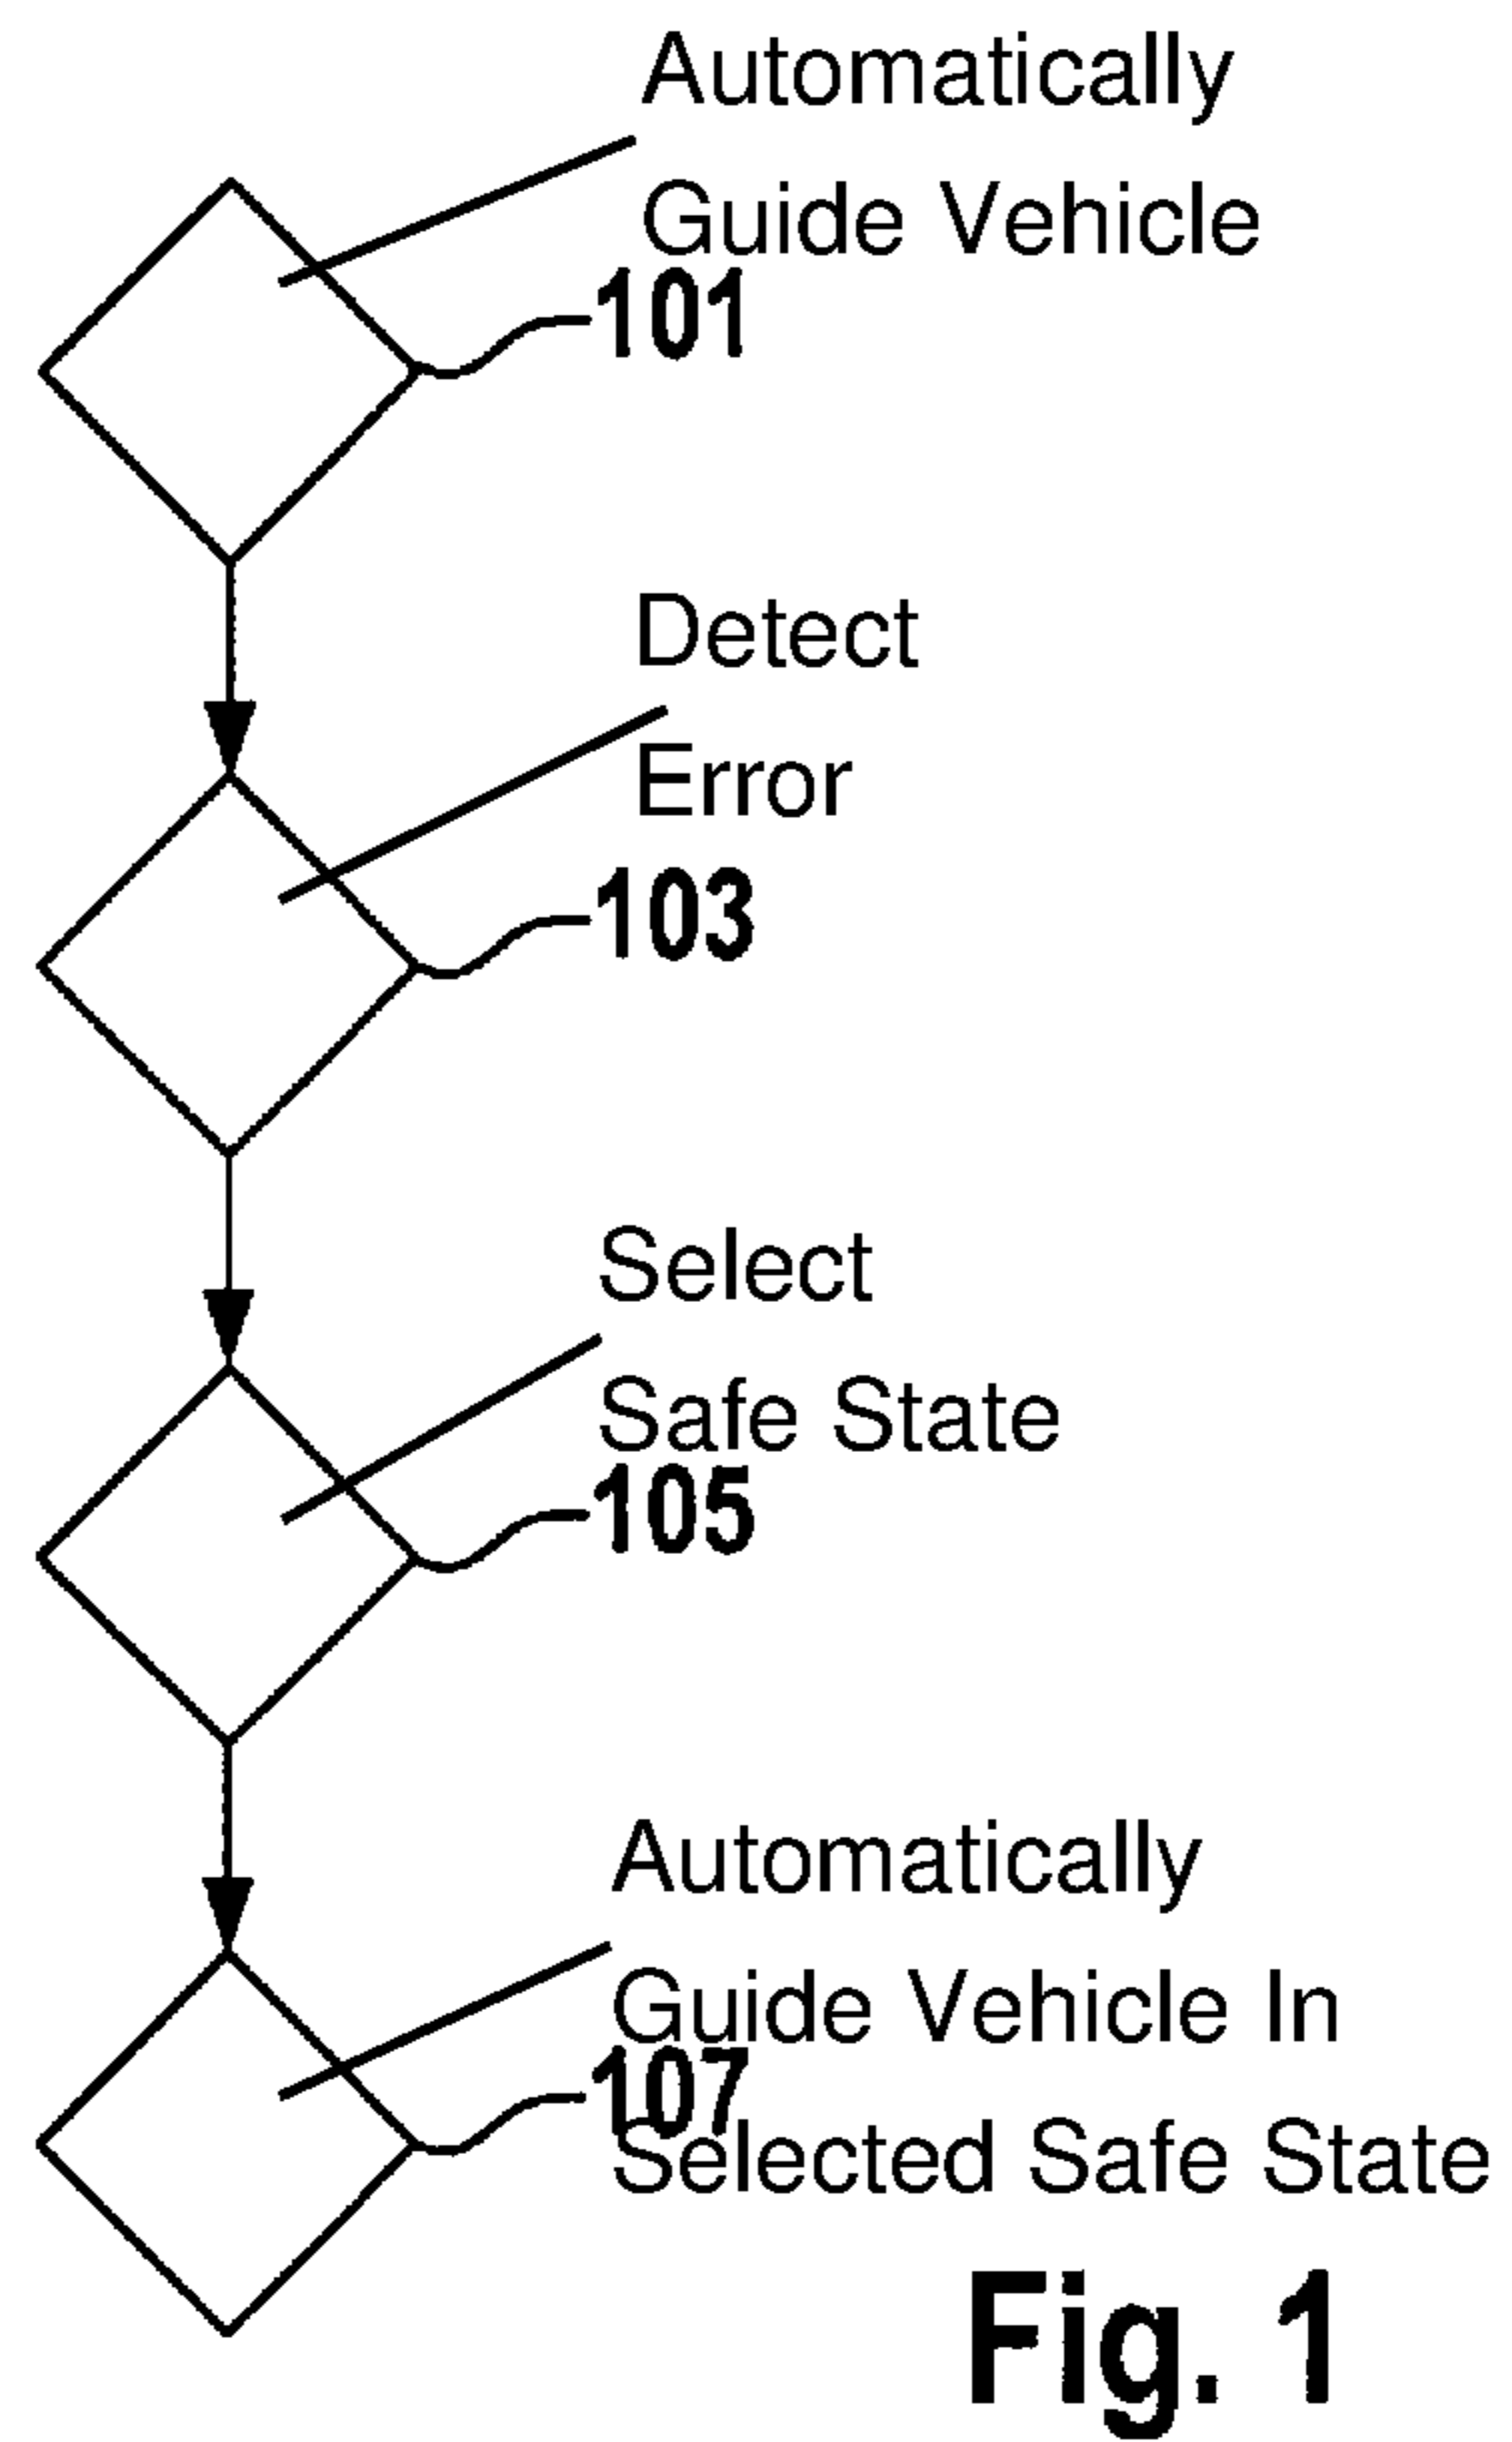 Automatically
Guide Vehicle
101
Detect
Error
103
Select
Safe State
105
Automatically
Guide Vehicle In
107
Selected Safe State
Fig. 1